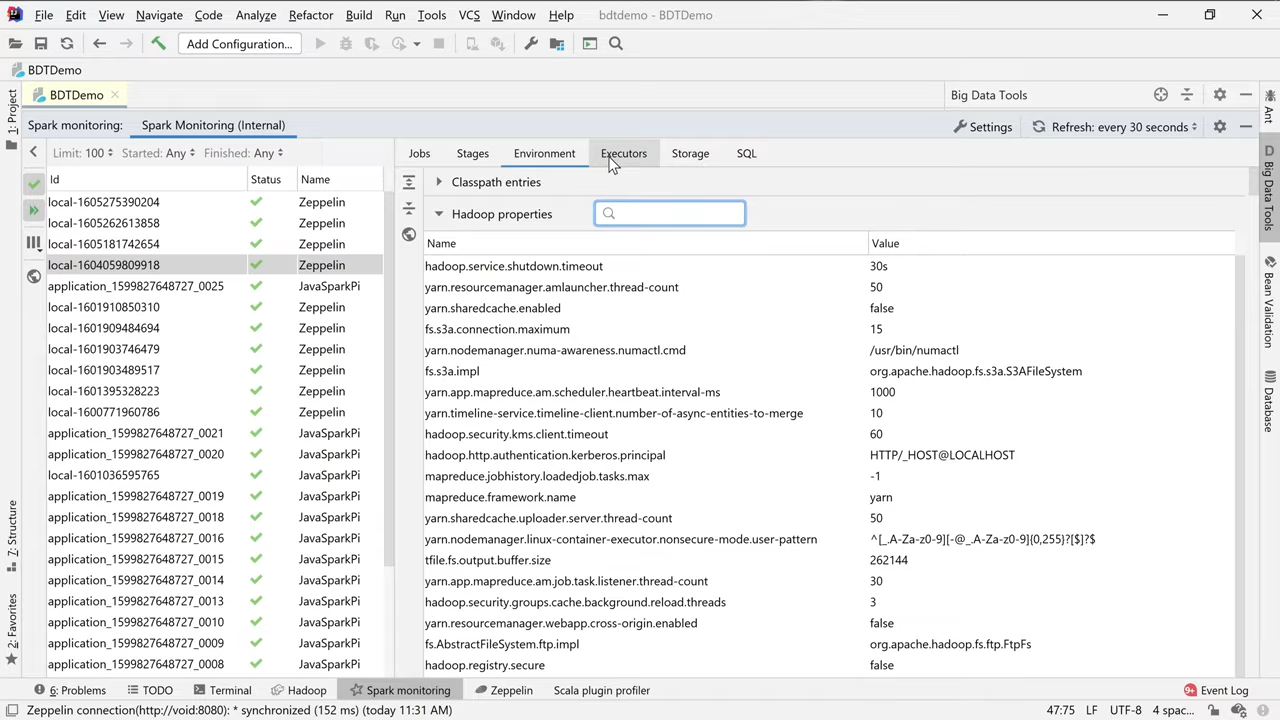 File Edit View Navigate Code Analyze Refactor Build Run Tools VCS Window Help bdtdemo - BDTDemo
Add Configuration...
BDTDemo
BDTDemo
Big Data Tools
Spark monitoring: Spark Monitoring (Internal) Settings Refresh: every 30 seconds
Limit: 100 Started: Any Finished: Any
Jobs Stages Environment Executors Storage SQL
Id Status Name
local-1605275390204 Zeppelin
local-1605262613858 Zeppelin
local-1605181742654 Zeppelin
local-1604059809918 Zeppelin
application_1599827648727_0025 JavaSparkPi
local-1601910850310 Zeppelin
local-1601909484694 Zeppelin
local-1601903746479 Zeppelin
local-1601903489517 Zeppelin
local-1601395328223 Zeppelin
local-1600771960786 Zeppelin
application_1599827648727_0021 JavaSparkPi
application_1599827648727_0020 JavaSparkPi
local-1601036595765 Zeppelin
application_1599827648727_0019 JavaSparkPi
application_1599827648727_0018 JavaSparkPi
application_1599827648727_0016 JavaSparkPi
application_1599827648727_0015 JavaSparkPi
application_1599827648727_0014 JavaSparkPi
application_1599827648727_0013 JavaSparkPi
application_1599827648727_0010 JavaSparkPi
application_1599827648727_0009 JavaSparkPi
application_1599827648727_0008 JavaSparkPi
Classpath entries
Hadoop properties
Name Value
hadoop.service.shutdown.timeout 30s
yarn.resourcemanager.amlauncher.thread-count 50
yarn.sharedcache.enabled false
fs.s3a.connection.maximum 15
yarn.nodemanager.numa-awareness.numactl.cmd /usr/bin/numactl
fs.s3a.impl org.apache.hadoop.fs.s3a.S3AFileSystem
yarn.app.mapreduce.am.scheduler.heartbeat.interval-ms 1000
yarn.timeline-service.timeline-client.number-of-async-entities-to-merge 10
hadoop.security.kms.client.timeout 60
hadoop.http.authentication.kerberos.principal HTTP/_HOST@LOCALHOST
mapreduce.jobhistory.loadedjob.tasks.max -1
mapreduce.framework.name yarn
yarn.sharedcache.uploader.server.thread-count 50
yarn.nodemanager.linux-container-executor.nonsecure-mode.user-pattern ^[_.A-Za-z0-9][-@_.A-Za-z0-9]{0,255}?[$]?$
tfile.fs.output.buffer.size 262144
yarn.app.mapreduce.am.job.task.listener.thread-count 30
hadoop.security.groups.cache.background.reload.threads 3
yarn.resourcemanager.webapp.cross-origin.enabled false
fs.AbstractFileSystem.ftp.impl org.apache.hadoop.fs.ftp.FtpFs
hadoop.registry.secure false
1: Project
Z: Structure
2: Favorites
Ant
Big Data Tools
Bean Validation
Database
6: Problems TODO Terminal Hadoop Spark monitoring Zeppelin Scala plugin profiler 9+ Event Log
Zeppelin connection(http://void:8080): * synchronized (152 ms) (today 11:31 AM) 47:75 LF UTF-8 4 spac...